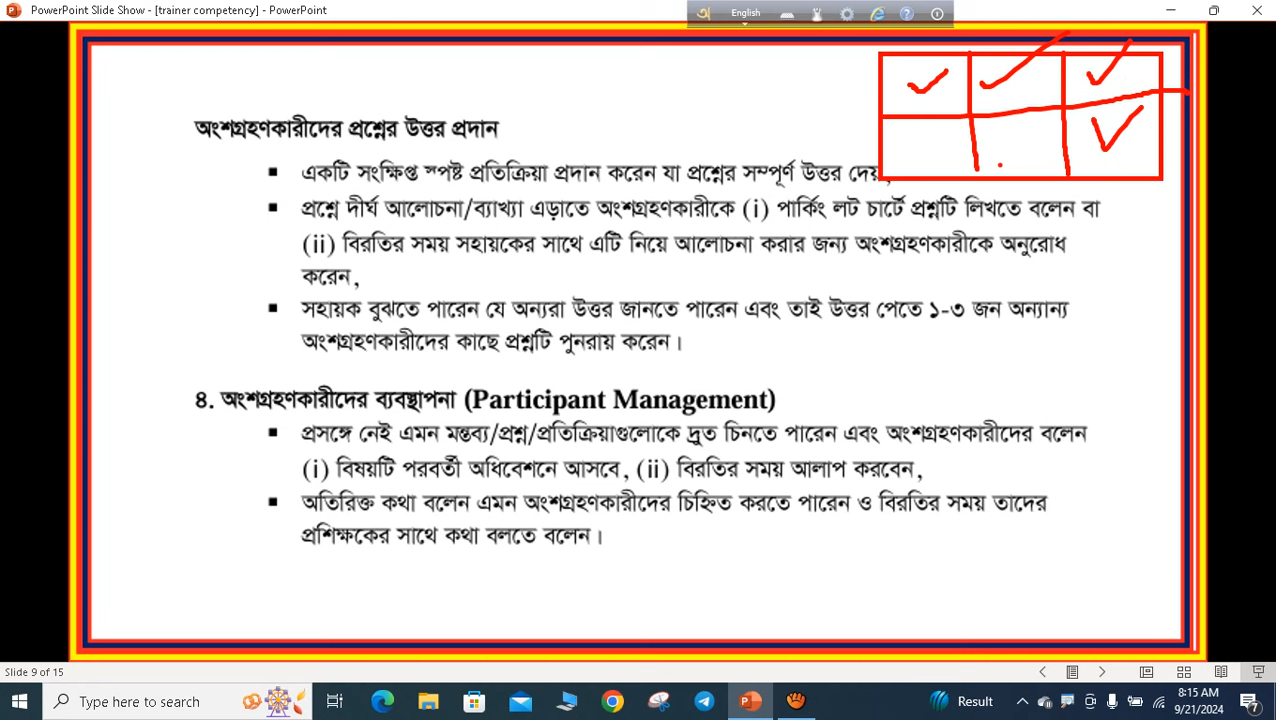 PowerPoint Slide Show - [trainer competency] - PowerPoint
English
অংশগ্রহণকারীদের প্রশ্নের উত্তর প্রদান
▪ একটি সংক্ষিপ্ত স্পষ্ট প্রতিক্রিয়া প্রদান করেন যা প্রশ্নের সম্পূর্ণ উত্তর দেয়,
▪ প্রশ্নে দীর্ঘ আলোচনা/ব্যাখ্যা এড়াতে অংশগ্রহণকারীকে (i) পার্কিং লট চার্টে প্রশ্নটি লিখতে বলেন বা
(ii) বিরতির সময় সহায়কের সাথে এটি নিয়ে আলোচনা করার জন্য অংশগ্রহণকারীকে অনুরোধ
করেন,
▪ সহায়ক বুঝতে পারেন যে অন্যরা উত্তর জানতে পারেন এবং তাই উত্তর পেতে ১-৩ জন অন্যান্য
অংশগ্রহণকারীদের কাছে প্রশ্নটি পুনরায় করেন।
৪. অংশগ্রহণকারীদের ব্যবস্থাপনা (Participant Management)
▪ প্রসঙ্গে নেই এমন মন্তব্য/প্রশ্ন/প্রতিক্রিয়াগুলোকে দ্রুত চিনতে পারেন এবং অংশগ্রহণকারীদের বলেন
(i) বিষয়টি পরবর্তী অধিবেশনে আসবে, (ii) বিরতির সময় আলাপ করবেন,
▪ অতিরিক্ত কথা বলেন এমন অংশগ্রহণকারীদের চিহ্নিত করতে পারেন ও বিরতির সময় তাদের
প্রশিক্ষকের সাথে কথা বলতে বলেন।
Slide 9 of 15
Type here to search
Result
8:15 AM
9/21/2024